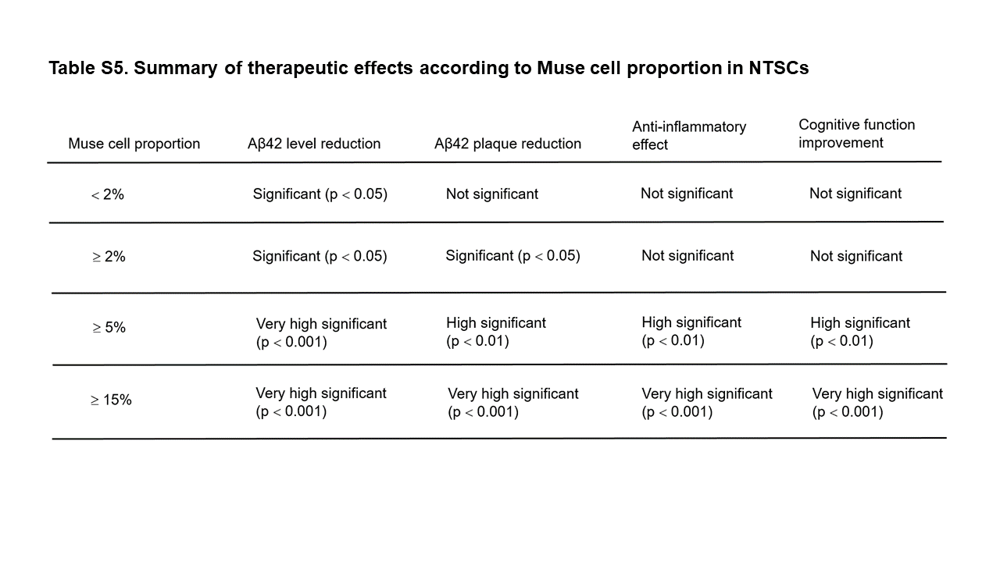 Table S5. Summary of therapeutic effects according to Muse cell proportion in NTSCs
Muse cell proportion
Aβ42 level reduction
Aβ42 plaque reduction
Anti-inflammatory
effect
Cognitive function
improvement
< 2%
Significant (p < 0.05)
Not significant
Not significant
Not significant
≥ 2%
Significant (p < 0.05)
Significant (p < 0.05)
Not significant
Not significant
≥ 5%
Very high significant
(p < 0.001)
High significant
(p < 0.01)
High significant
(p < 0.01)
High significant
(p < 0.01)
≥ 15%
Very high significant
(p < 0.001)
Very high significant
(p < 0.001)
Very high significant
(p < 0.001)
Very high significant
(p < 0.001)